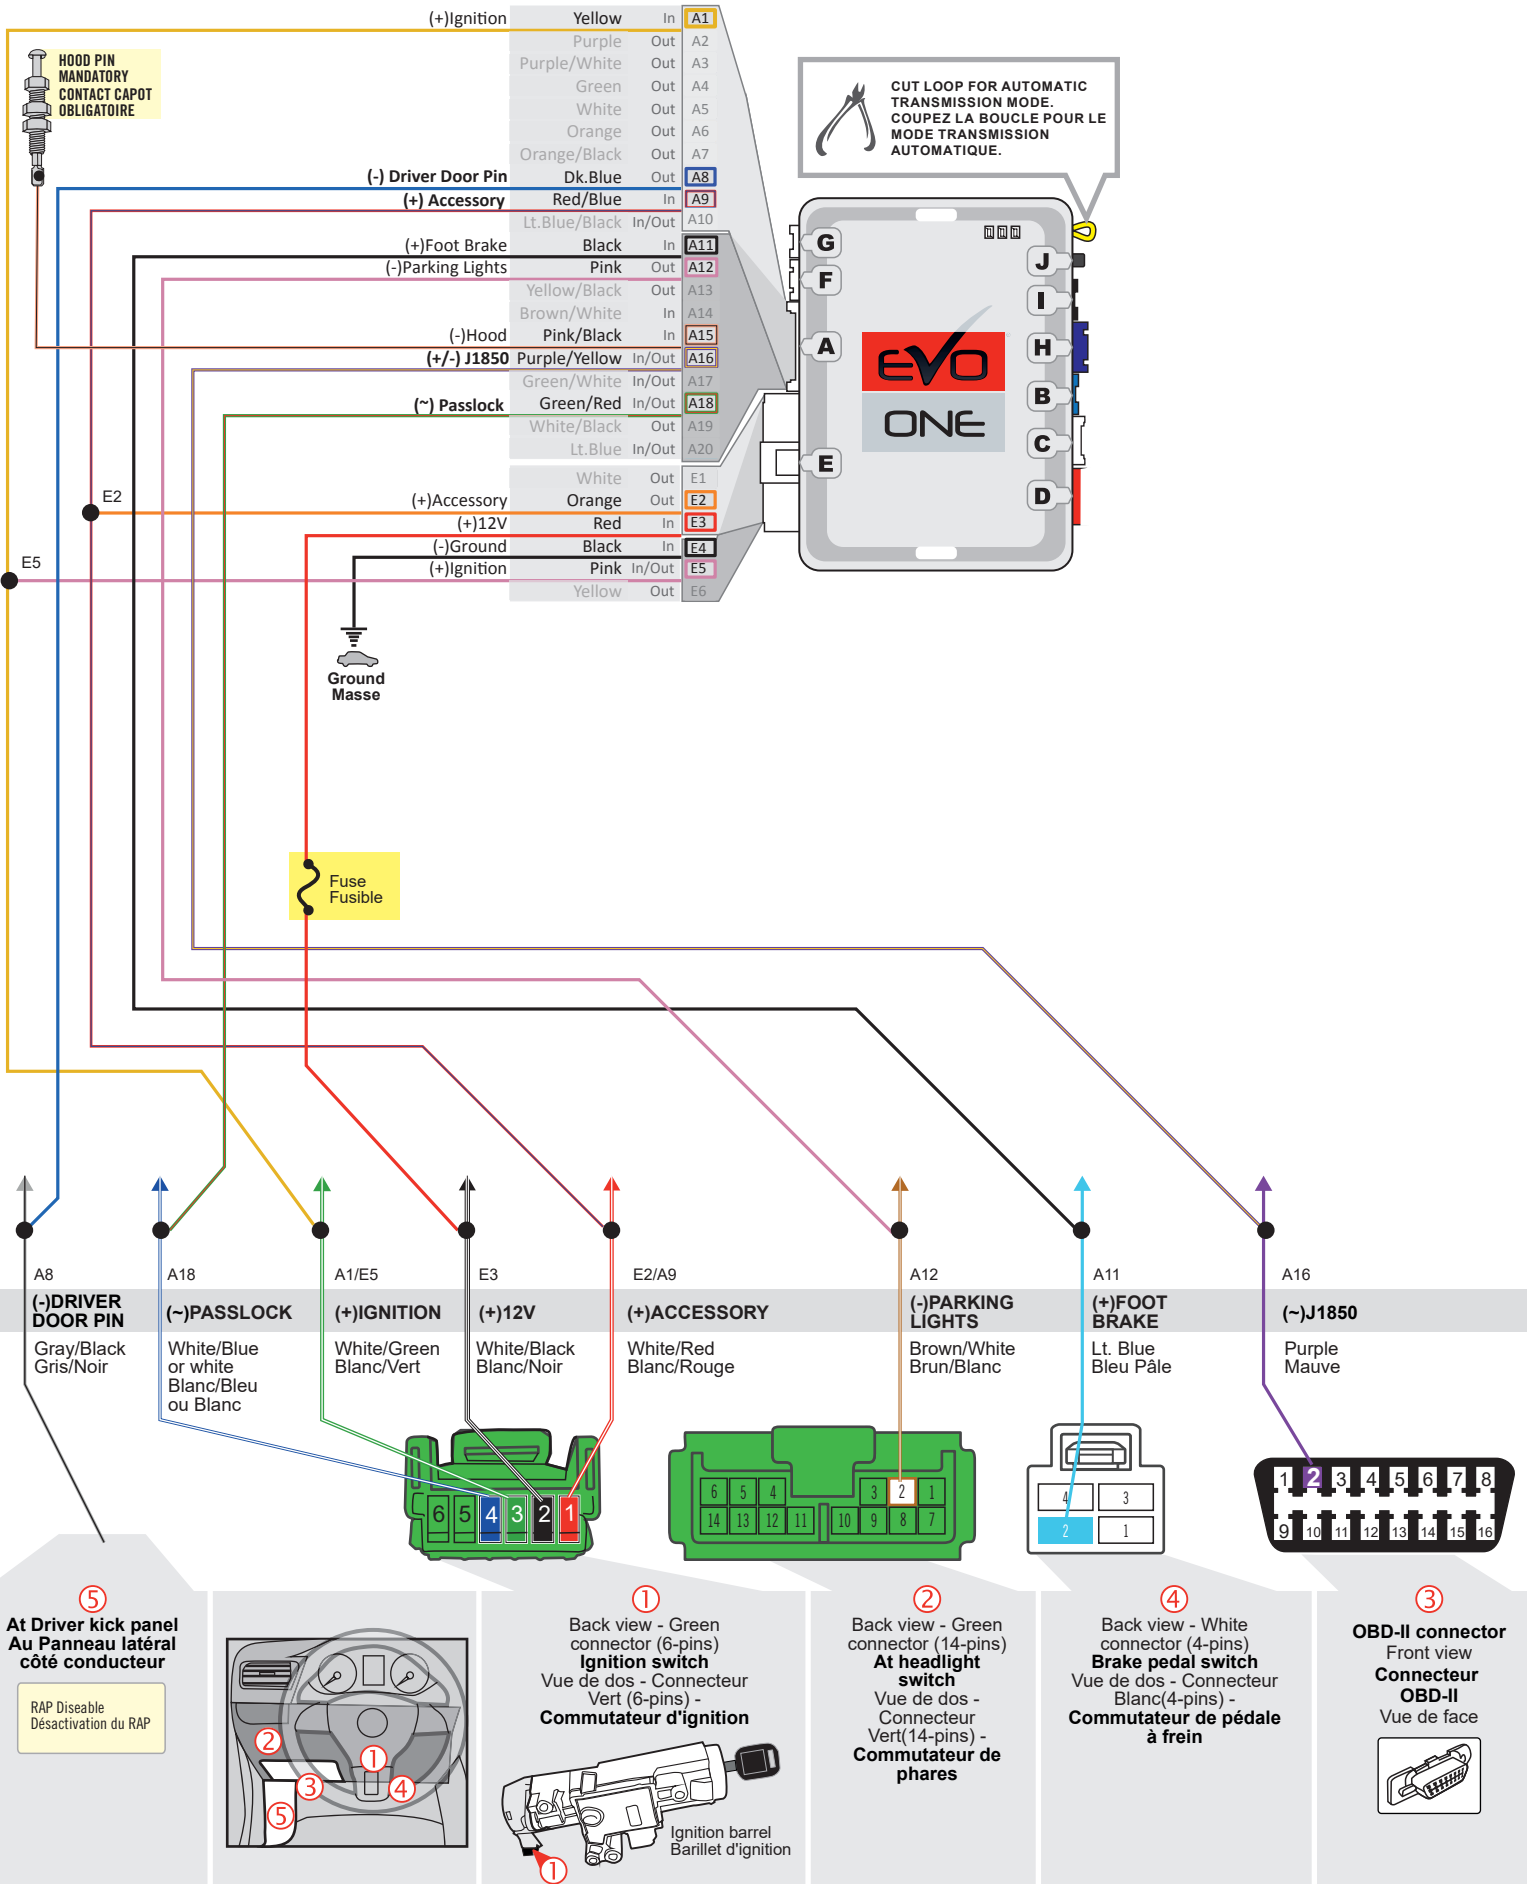 (+)Ignition Yellow In A1
Purple Out A2
Purple/White Out A3
Green Out A4
White Out A5
Orange Out A6
Orange/Black Out A7
(-) Driver Door Pin Dk.Blue Out A8
(+) Accessory Red/Blue In A9
Lt.Blue/Black In/Out A10
(+)Foot Brake Black In A11
(-)Parking Lights Pink Out A12
Yellow/Black Out A13
Brown/White In A14
(-)Hood Pink/Black In A15
(+/-) J1850 Purple/Yellow In/Out A16
Green/White In/Out A17
(~) Passlock Green/Red In/Out A18
White/Black Out A19
Lt.Blue In/Out A20
White Out E1
(+)Accessory Orange Out E2
(+)12V Red In E3
(-)Ground Black In E4
(+)Ignition Pink In/Out E5
Yellow Out E6
HOOD PIN
MANDATORY
CONTACT CAPOT
OBLIGATOIRE
CUT LOOP FOR AUTOMATIC
TRANSMISSION MODE.
COUPEZ LA BOUCLE POUR LE
MODE TRANSMISSION
AUTOMATIQUE.
G
F
A
E
J
I
H
B
C
D
EVO
ONE
E2
E5
Ground
Masse
Fuse
Fusible
A8
(-)DRIVER
DOOR PIN
Gray/Black
Gris/Noir
A18
(~)PASSLOCK
White/Blue
or white
Blanc/Bleu
ou Blanc
A1/E5
(+)IGNITION
White/Green
Blanc/Vert
E3
(+)12V
White/Black
Blanc/Noir
E2/A9
(+)ACCESSORY
White/Red
Blanc/Rouge
A12
(-)PARKING
LIGHTS
Brown/White
Brun/Blanc
A11
(+)FOOT
BRAKE
Lt. Blue
Bleu Pâle
A16
(~)J1850
Purple
Mauve
6 5 4 3 2 1
6 5 4 3 2 1
14 13 12 11 10 9 8 7
4 3
2 1
1 2 3 4 5 6 7 8
9 10 11 12 13 14 15 16
5
At Driver kick panel
Au Panneau latéral
côté conducteur
RAP Diseable
Désactivation du RAP
2
1
3
4
5
1
Back view - Green
connector (6-pins)
Ignition switch
Vue de dos - Connecteur
Vert (6-pins) -
Commutateur d'ignition
Ignition barrel
Barillet d'ignition
1
2
Back view - Green
connector (14-pins)
At headlight
switch
Vue de dos -
Connecteur
Vert(14-pins) -
Commutateur de
phares
4
Back view - White
connector (4-pins)
Brake pedal switch
Vue de dos - Connecteur
Blanc(4-pins) -
Commutateur de pédale
à frein
3
OBD-II connector
Front view
Connecteur
OBD-II
Vue de face